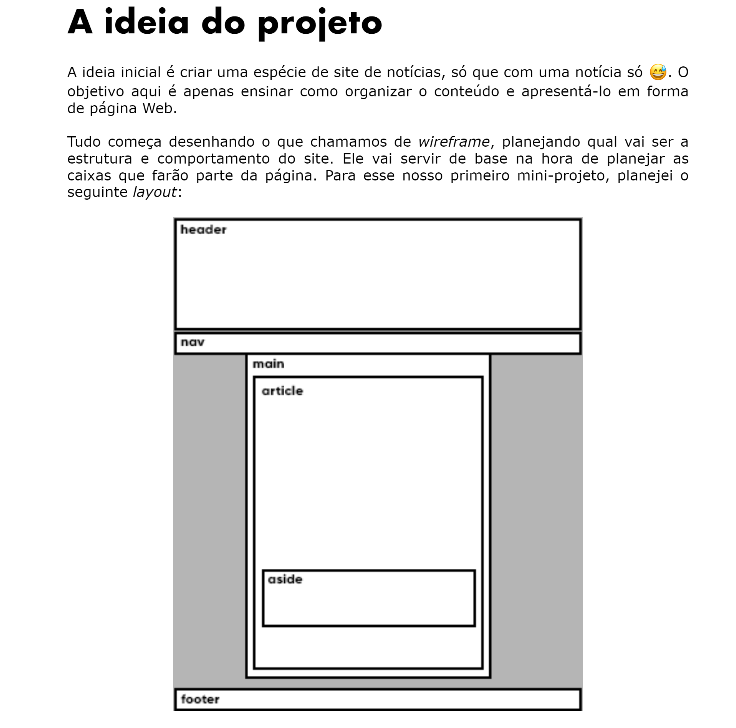 A ideia do projeto
A ideia inicial é criar uma espécie de site de notícias, só que com uma notícia só 😅. O
objetivo aqui é apenas ensinar como organizar o conteúdo e apresentá-lo em forma
de página Web.
Tudo começa desenhando o que chamamos de wireframe, planejando qual vai ser a
estrutura e comportamento do site. Ele vai servir de base na hora de planejar as
caixas que farão parte da página. Para esse nosso primeiro mini-projeto, planejei o
seguinte layout:
header
nav
main
article
aside
footer